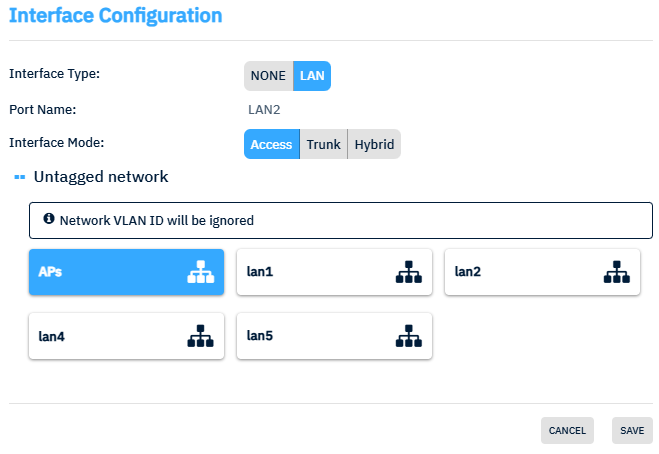 Interface Configuration
Interface Type: NONE LAN
Port Name: LAN2
Interface Mode: Access Trunk Hybrid
Untagged network
Network VLAN ID will be ignored
APs lan1 lan2
lan4 lan5
CANCEL SAVE